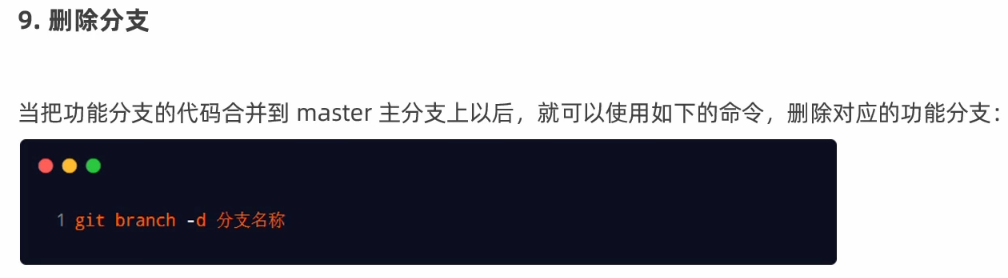 9. 删除分支
当把功能分支的代码合并到 master 主分支上以后，就可以使用如下的命令，删除对应的功能分支：
1 git branch -d 分支名称